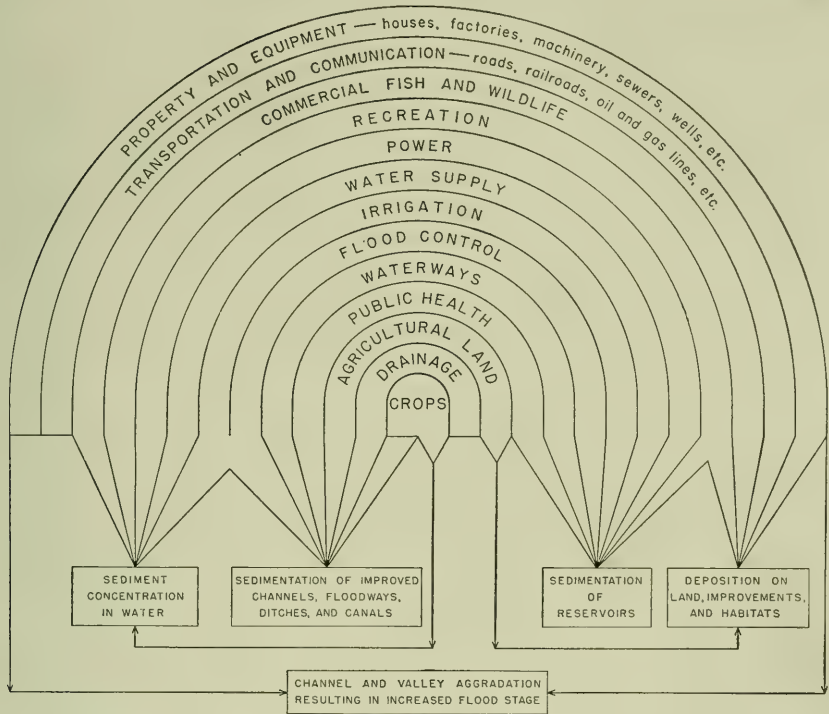 PROPERTY AND EQUIPMENT — houses, factories, machinery, sewers, wells, etc.
TRANSPORTATION AND COMMUNICATION — roads, railroads, oil and gas lines, etc.
COMMERCIAL FISH AND WILDLIFE
RECREATION
POWER
WATER SUPPLY
IRRIGATION
FLOOD CONTROL
WATERWAYS
PUBLIC HEALTH
AGRICULTURAL LAND
DRAINAGE
CROPS
SEDIMENT
CONCENTRATION
IN WATER
SEDIMENTATION OF IMPROVED
CHANNELS, FLOODWAYS,
DITCHES, AND CANALS
SEDIMENTATION
OF
RESERVOIRS
DEPOSITION ON
LAND, IMPROVEMENTS,
AND HABITATS
CHANNEL AND VALLEY AGGRADATION
RESULTING IN INCREASED FLOOD STAGE